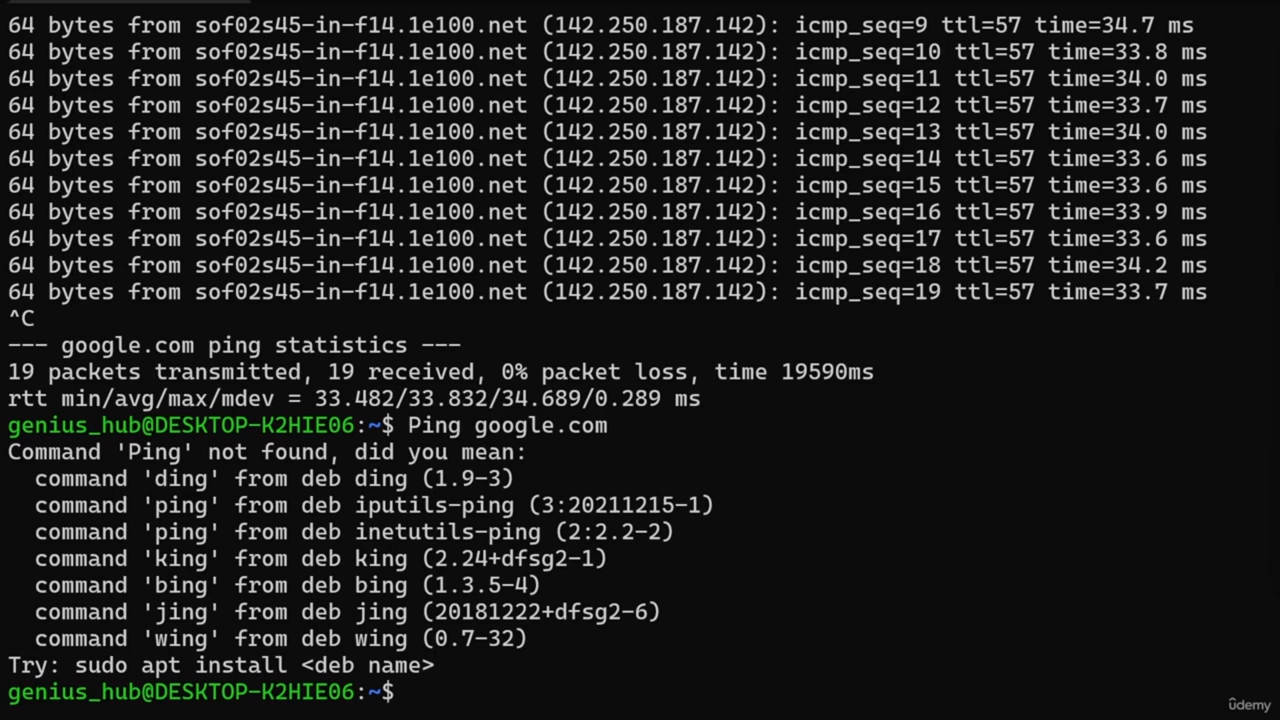 64 bytes from sof02s45-in-f14.1e100.net (142.250.187.142): icmp_seq=9 ttl=57 time=34.7 ms
64 bytes from sof02s45-in-f14.1e100.net (142.250.187.142): icmp_seq=10 ttl=57 time=33.8 ms
64 bytes from sof02s45-in-f14.1e100.net (142.250.187.142): icmp_seq=11 ttl=57 time=34.0 ms
64 bytes from sof02s45-in-f14.1e100.net (142.250.187.142): icmp_seq=12 ttl=57 time=33.7 ms
64 bytes from sof02s45-in-f14.1e100.net (142.250.187.142): icmp_seq=13 ttl=57 time=34.0 ms
64 bytes from sof02s45-in-f14.1e100.net (142.250.187.142): icmp_seq=14 ttl=57 time=33.6 ms
64 bytes from sof02s45-in-f14.1e100.net (142.250.187.142): icmp_seq=15 ttl=57 time=33.6 ms
64 bytes from sof02s45-in-f14.1e100.net (142.250.187.142): icmp_seq=16 ttl=57 time=33.9 ms
64 bytes from sof02s45-in-f14.1e100.net (142.250.187.142): icmp_seq=17 ttl=57 time=33.6 ms
64 bytes from sof02s45-in-f14.1e100.net (142.250.187.142): icmp_seq=18 ttl=57 time=34.2 ms
64 bytes from sof02s45-in-f14.1e100.net (142.250.187.142): icmp_seq=19 ttl=57 time=33.7 ms
^C
--- google.com ping statistics ---
19 packets transmitted, 19 received, 0% packet loss, time 19590ms
rtt min/avg/max/mdev = 33.482/33.832/34.689/0.289 ms
genius_hub@DESKTOP-K2HIE06:~$ Ping google.com
Command 'Ping' not found, did you mean:
  command 'ding' from deb ding (1.9-3)
  command 'ping' from deb iputils-ping (3:20211215-1)
  command 'ping' from deb inetutils-ping (2:2.2-2)
  command 'king' from deb king (2.24+dfsg2-1)
  command 'bing' from deb bing (1.3.5-4)
  command 'jing' from deb jing (20181222+dfsg2-6)
  command 'wing' from deb wing (0.7-32)
Try: sudo apt install <deb name>
genius_hub@DESKTOP-K2HIE06:~$
ûdemy